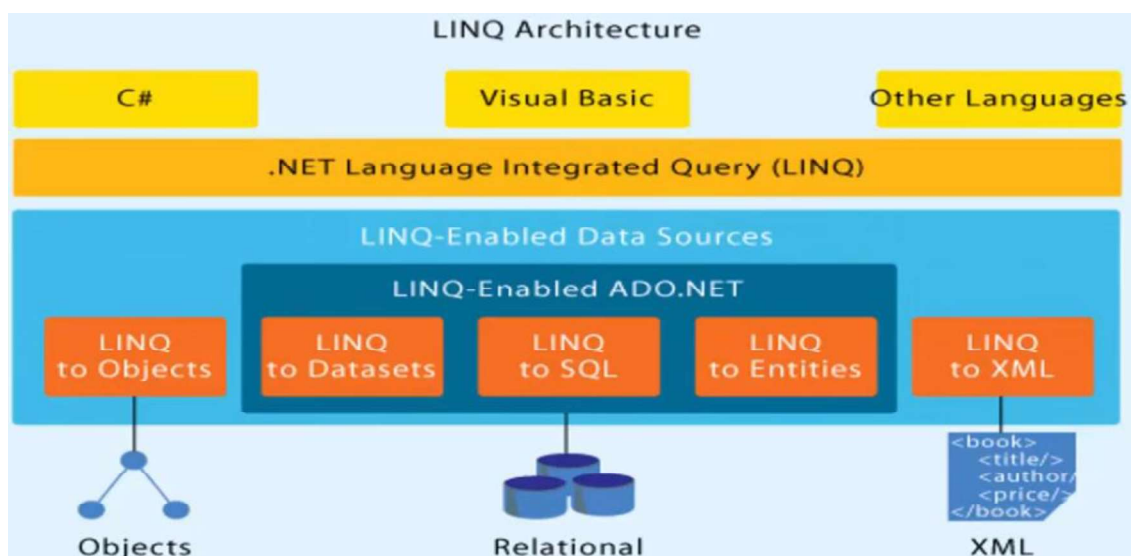 LINQ Architecture
C#
Visual Basic
Other Languages
.NET Language Integrated Query (LINQ)
LINQ-Enabled Data Sources
LINQ-Enabled ADO.NET
LINQ
to Objects
LINQ
to Datasets
LINQ
to SQL
LINQ
to Entities
LINQ
to XML
<book>
<title/>
<author/
<price/>
</book>
Objects
Relational
XML